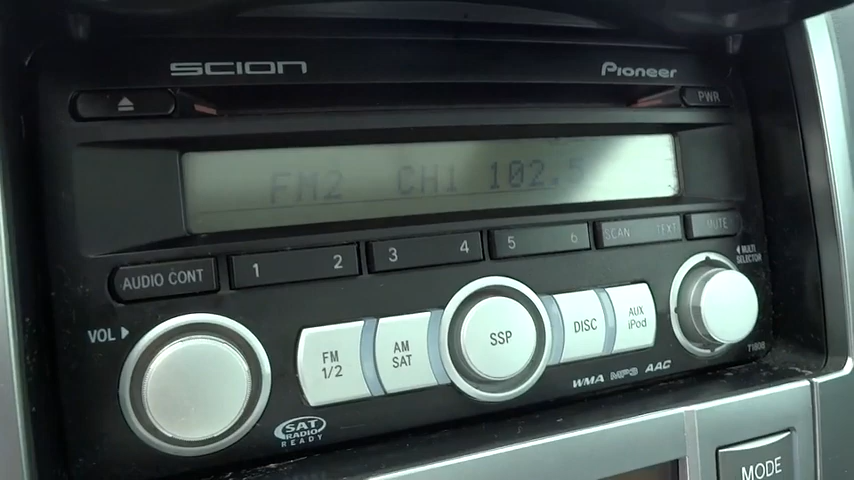 SCION Pioneer
PWR
FM2 CH1 102.5
AUDIO CONT 1 2 3 4 5 6 SCAN TEXT MUTE
MULTI SELECTOR
VOL
FM 1/2
AM SAT
SSP
DISC
AUX iPod
WMA MP3 AAC
SAT RADIO READY
MODE